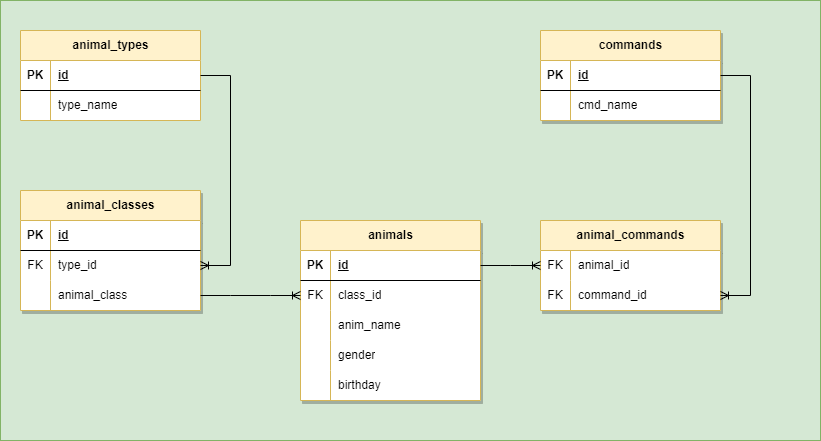 animal_types
PK id
type_name
commands
PK id
cmd_name
animal_classes
PK id
FK type_id
animal_class
animals
PK id
FK class_id
anim_name
gender
birthday
animal_commands
FK animal_id
FK command_id